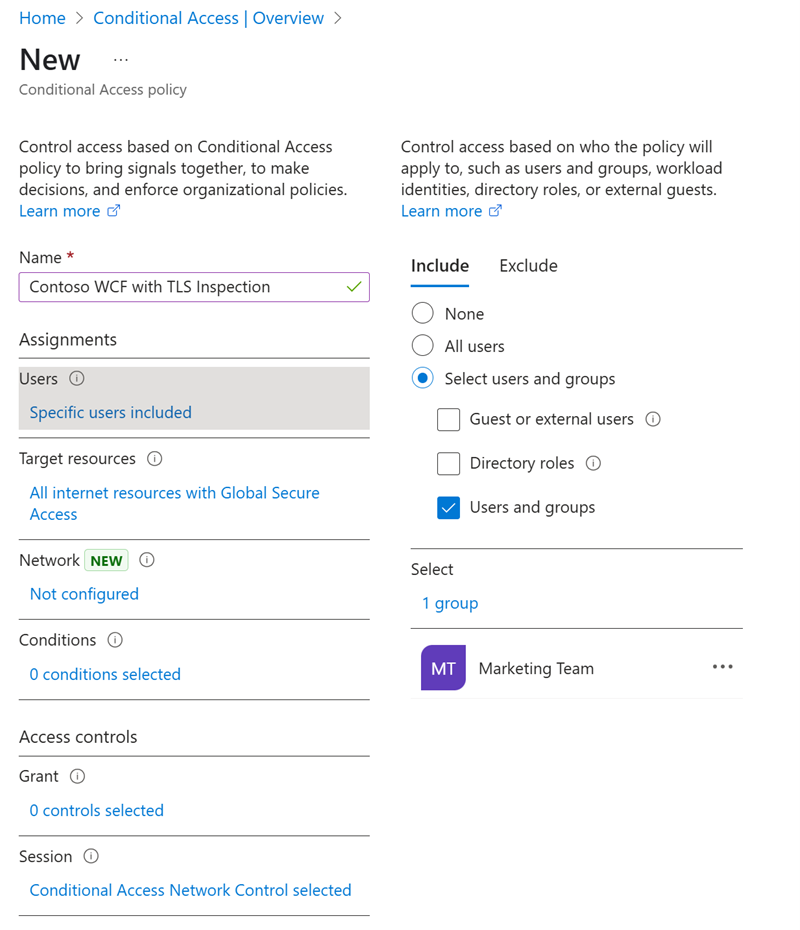 Home > Conditional Access | Overview >
New ...
Conditional Access policy
Control access based on Conditional Access
policy to bring signals together, to make
decisions, and enforce organizational policies.
Learn more
Name *
Contoso WCF with TLS Inspection
Assignments
Users
Specific users included
Target resources
All internet resources with Global Secure
Access
Network NEW
Not configured
Conditions
0 conditions selected
Access controls
Grant
0 controls selected
Session
Conditional Access Network Control selected
Control access based on who the policy will
apply to, such as users and groups, workload
identities, directory roles, or external guests.
Learn more
Include Exclude
None
All users
Select users and groups
Guest or external users
Directory roles
Users and groups
Select
1 group
MT Marketing Team